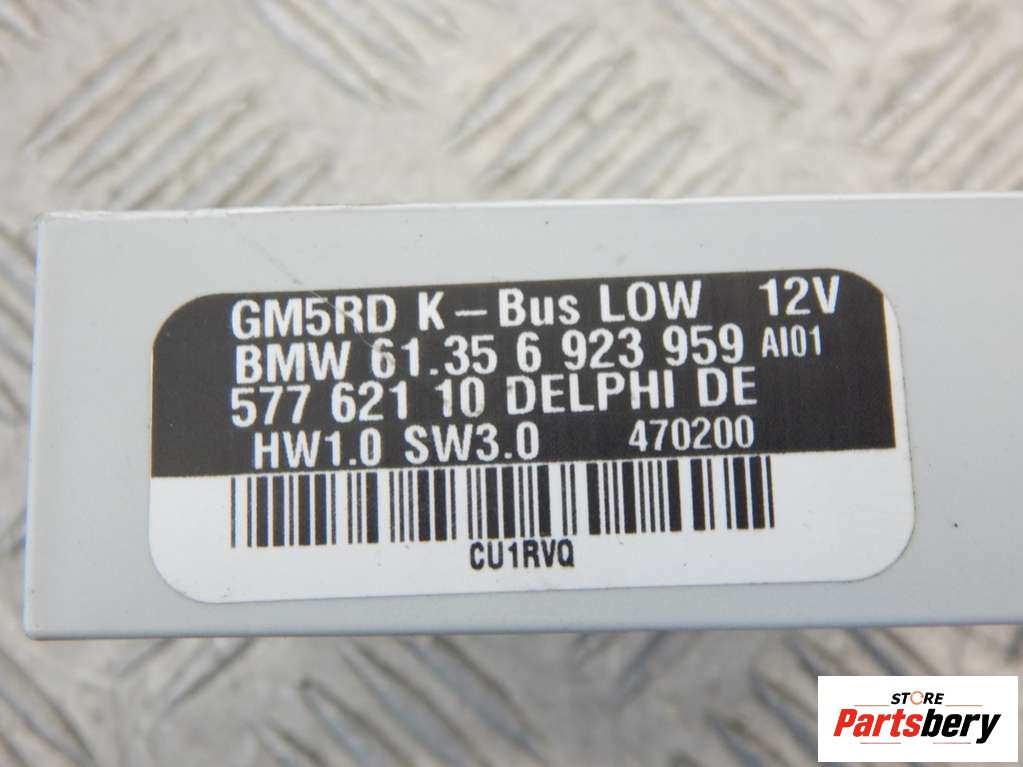 GM5RD K-Bus LOW 12V
BMW 61.35 6 923 959 AI01
577 621 10 DELPHI DE
HW1.0 SW3.0 470200
CU1RVQ
STORE
Partsbery